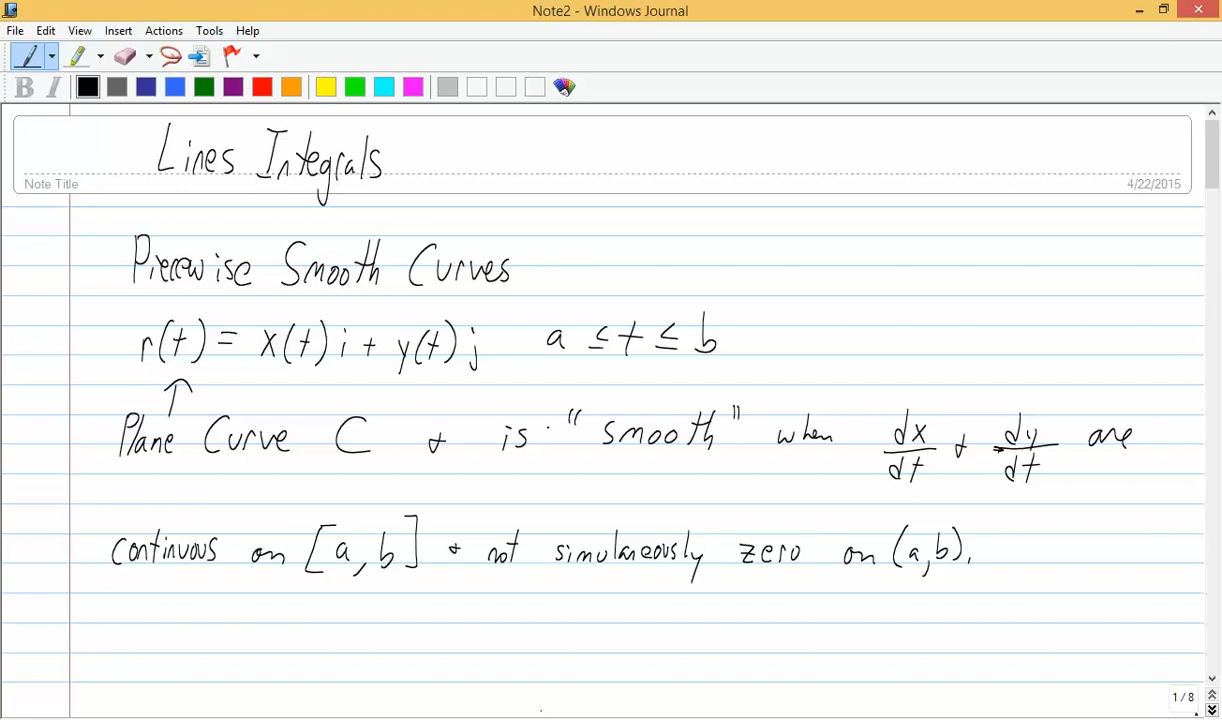 Note2 - Windows Journal
File Edit View Insert Actions Tools Help
B I
Lines Integrals
Note Title
4/22/2015
Piecewise Smooth Curves
r(t) = x(t) i + y(t) j a ≤ t ≤ b
↑
Plane Curve C & is "smooth" when dx/dt & dy/dt are
continuous on [a, b] & not simulaneously zero on (a,b).
1 / 8